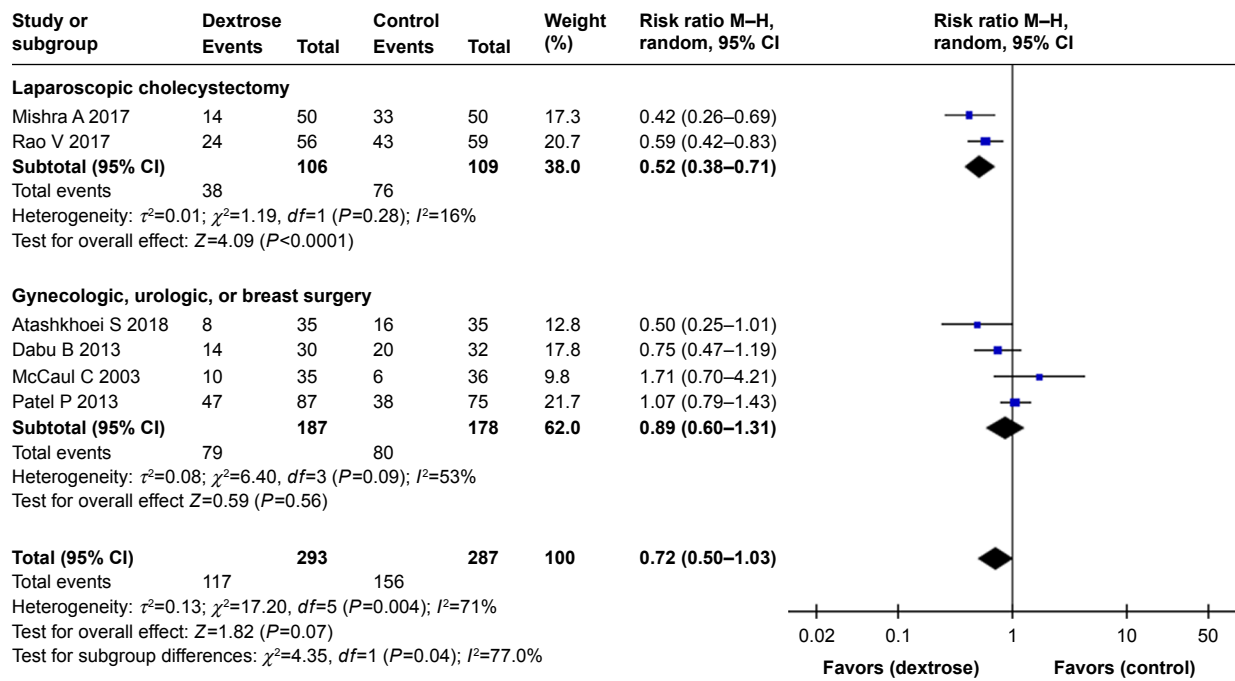 Study or subgroup Dextrose Events Total Control Events Total Weight (%) Risk ratio M–H, random, 95% CI Risk ratio M–H, random, 95% CI
Laparoscopic cholecystectomy
Mishra A 2017 14 50 33 50 17.3 0.42 (0.26–0.69)
Rao V 2017 24 56 43 59 20.7 0.59 (0.42–0.83)
Subtotal (95% CI) 106 109 38.0 0.52 (0.38–0.71)
Total events 38 76
Heterogeneity: τ²=0.01; χ²=1.19, df=1 (P=0.28); I²=16%
Test for overall effect: Z=4.09 (P<0.0001)
Gynecologic, urologic, or breast surgery
Atashkhoei S 2018 8 35 16 35 12.8 0.50 (0.25–1.01)
Dabu B 2013 14 30 20 32 17.8 0.75 (0.47–1.19)
McCaul C 2003 10 35 6 36 9.8 1.71 (0.70–4.21)
Patel P 2013 47 87 38 75 21.7 1.07 (0.79–1.43)
Subtotal (95% CI) 187 178 62.0 0.89 (0.60–1.31)
Total events 79 80
Heterogeneity: τ²=0.08; χ²=6.40, df=3 (P=0.09); I²=53%
Test for overall effect Z=0.59 (P=0.56)
Total (95% CI) 293 287 100 0.72 (0.50–1.03)
Total events 117 156
Heterogeneity: τ²=0.13; χ²=17.20, df=5 (P=0.004); I²=71%
Test for overall effect: Z=1.82 (P=0.07)
Test for subgroup differences: χ²=4.35, df=1 (P=0.04); I²=77.0%
0.02 0.1 1 10 50
Favors (dextrose) Favors (control)